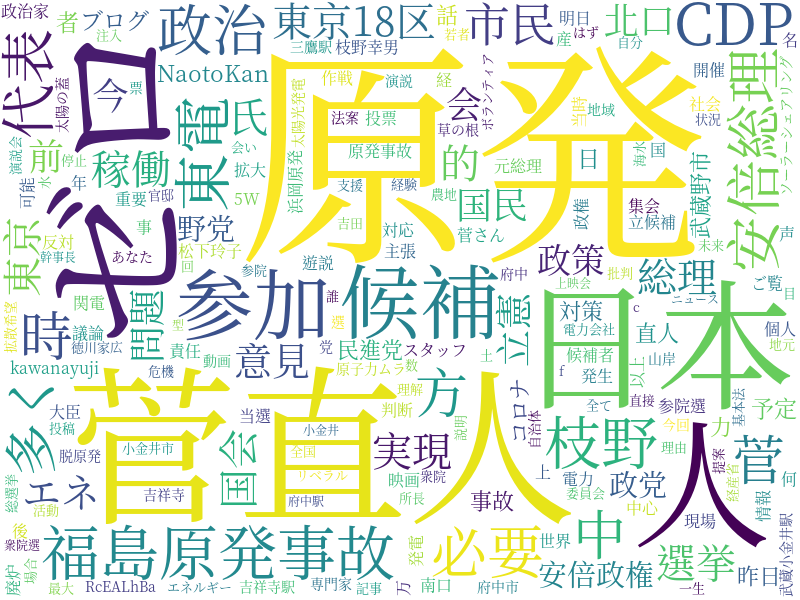 政治家
ブログ
者
注入
政治
東京18区
三鷹駅
枝野幸男
話
若者
市民
北口
明日
自分
産
はず
CDP
名
代表
太陽の蓋
ゼロ
今
NaotoKan
作戦
演説
経
ボランティア
開催
安倍総理
ソーラーシェアリング
東電
氏
会
太陽光発電
法案
投票
草の根
当時
地域
社会
状況
演説会
停止
会い
前
稼働
拡大
浜岡原発
原発
原発事故
元総理
日
海水
国
水
可能
年
重要
官邸
5W
支援
経験
農地
的
国民
政権
集会
立候補
武蔵野市
東京
反対
事
あなた
野党
対応
吉田
菅さん
未来
声
幹事長
松下玲子
回
主張
政策
時
問題
参加
参院
遊説
誰
候補
府中
上映会
批判
総理
ニュース
ご覧
日
拡散希望
関電
議論
徳川家広
型
責任
選
立憲
日本
対策
電力会社
c
直人
個人
地元
kawanayuji
危機
動画
意見
民進党
党
スタッフ
数
原子力ムラ
土
f
候補者
発生
山岸
以上
多く
大臣
投稿
当選
菅直人
判断
理解
方
コロナ
自治体
全て
直接
参院選
基本法
予定
脱原発
小金井市
小金井
全国
リベラル
実現
説明
枝野
今回
理由
力
提案
菅
人
総選挙
エネ
吉祥寺
国会
府中駅
映画
衆院
所長
事故
上
電力
委員会
政党
経産省
情報
何
活動
後
衆院選
福島原発事故
必要
発電
世界
中
中心
選挙
現場
武蔵小金井駅
廃炉
場合
最大
RcEALhBa
エネルギー
吉祥寺駅
専門家
記事
万
南口
府中市
安倍政権
昨日
一生
票